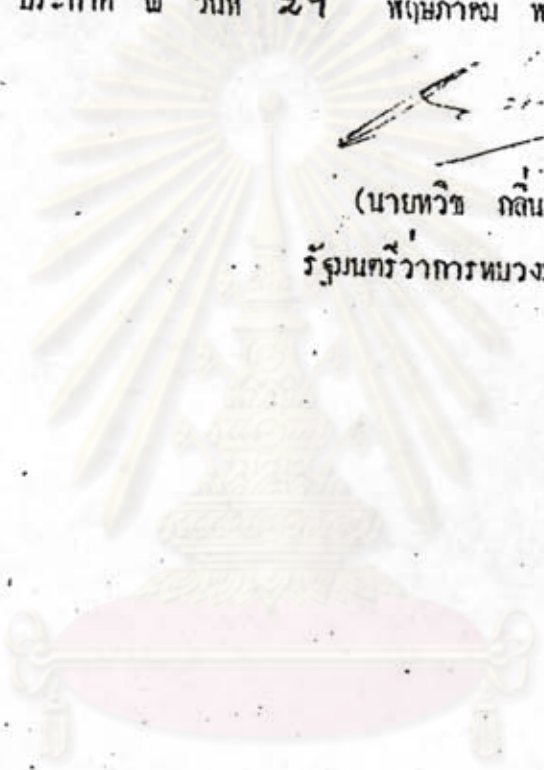 ประกาศ ณ วันที่ 29 พฤษภาคม พ
(นายทวิช กลิ่น
รัฐมนตรีว่าการทบวง